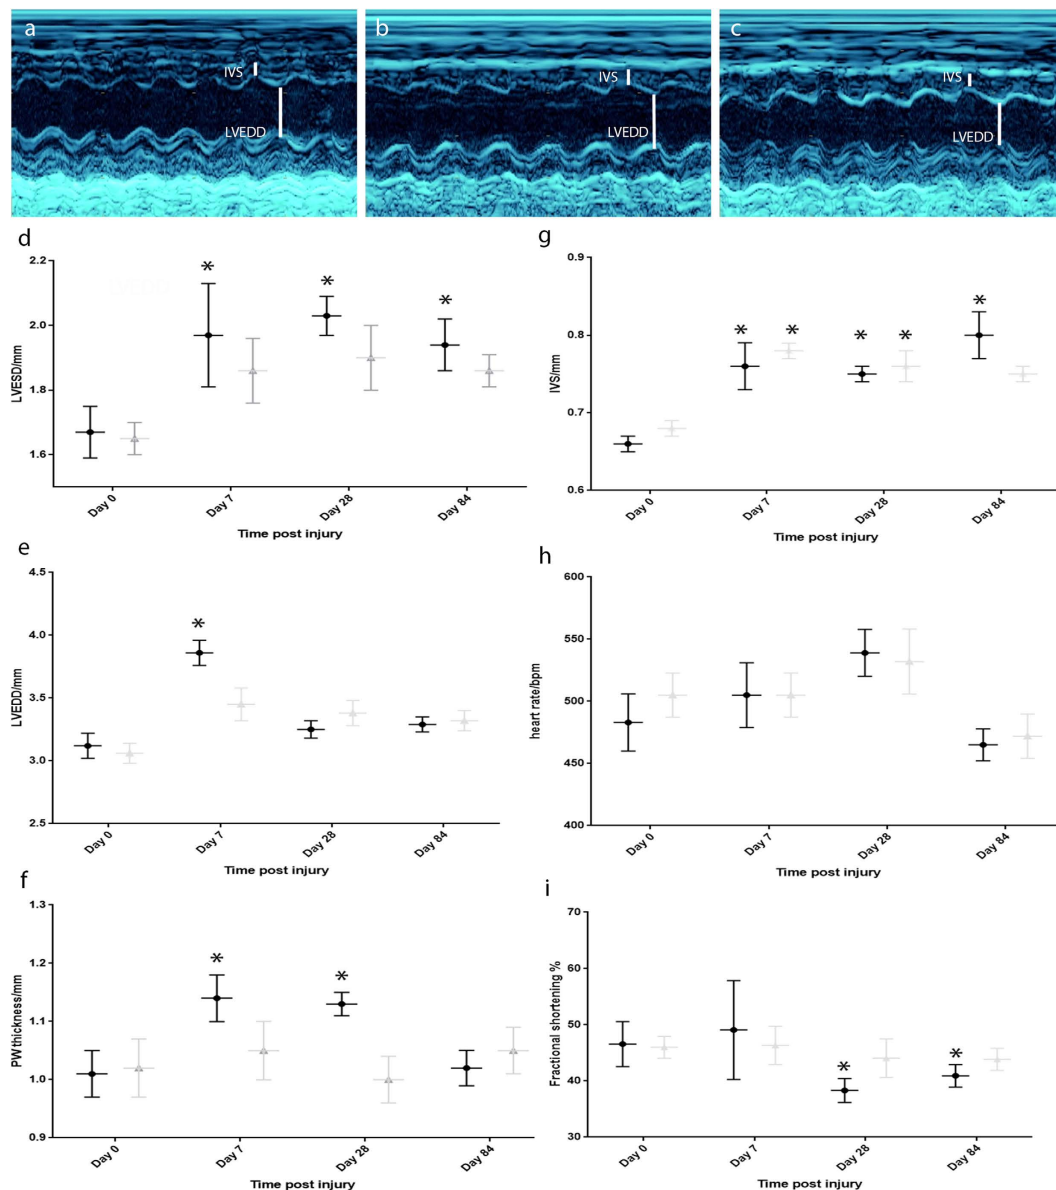 a
IVS
LVEDD
b
IVS
LVEDD
c
IVS
LVEDD
d
LVESD/mm
2.2
2.0
1.8
1.6
*
*
*
Day 0
Day 7
Day 28
Day 84
Time post injury
g
IVS/mm
0.9
0.8
0.7
0.6
*
*
*
*
*
Day 0
Day 7
Day 28
Day 84
Time post injury
e
LVEDD/mm
4.5
4.0
3.5
3.0
2.5
*
Day 0
Day 7
Day 28
Day 84
Time post injury
h
heart rate/bpm
600
550
500
450
400
Day 0
Day 7
Day 28
Day 84
Time post injury
f
PW thickness/mm
1.3
1.2
1.1
1.0
0.9
*
*
Day 0
Day 7
Day 28
Day 84
Time post injury
i
Fractional shortening %
70
60
50
40
30
*
*
Day 0
Day 7
Day 28
Day 84
Time post injury